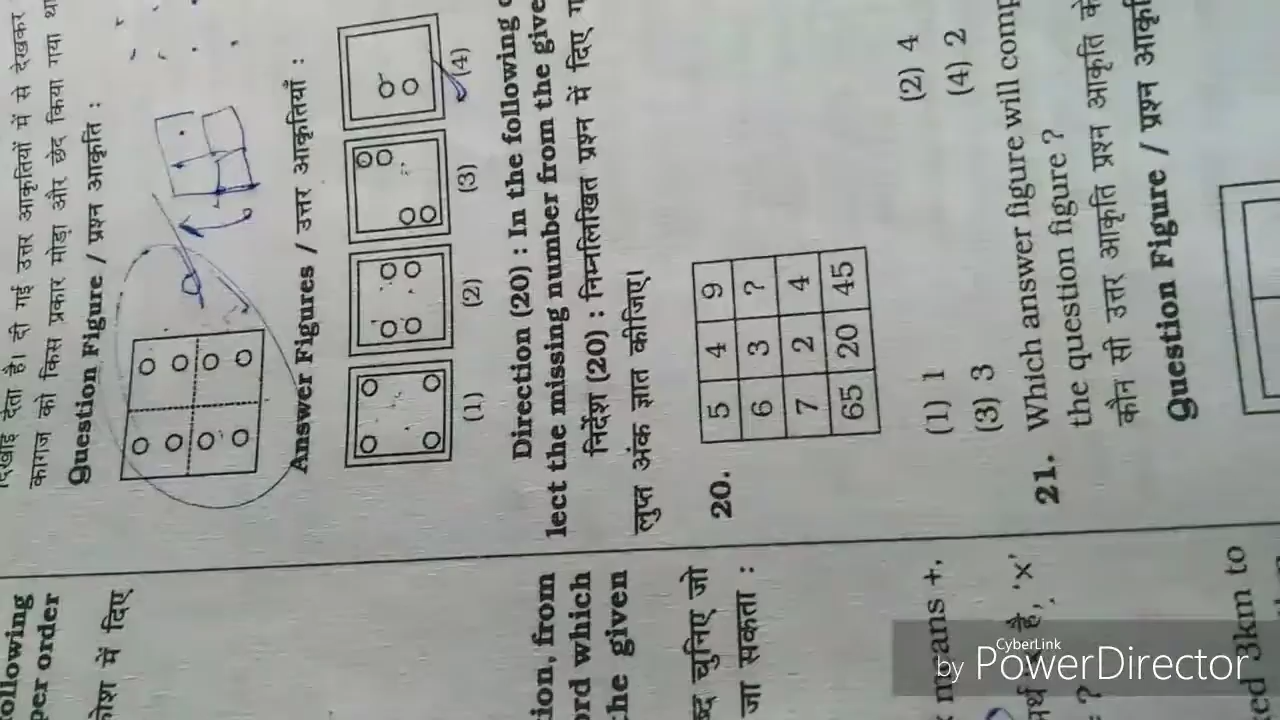 दिखाई देता है। दी गई उत्तर आकृतियों में से देखकर
कागज को किस प्रकार मोड़ा और छेद किया गया था
Question Figure / प्रश्न आकृति :
Answer Figures / उत्तर आकृतियाँ :
(1) (2) (3) (4)
Direction (20) : In the following
lect the missing number from the give
निर्देश (20) : निम्नलिखित प्रश्न में दिए
लुप्त अंक ज्ञात कीजिए।
20.
5 4 9
6 3 ?
7 2 4
65 20 45
(1) 1 (2) 4
(3) 3 (4) 2
21. Which answer figure will comp
the question figure ?
कौन सी उत्तर आकृति प्रश्न आकृति को
Question Figure / प्रश्न आकृति
ollowing
per order
में दिए
tion, from
ord which
the given
ब्द चुनिए जो
जा सकता :
means +,
है, 'x'
?
eed 3km to
CyberLink
by PowerDirector